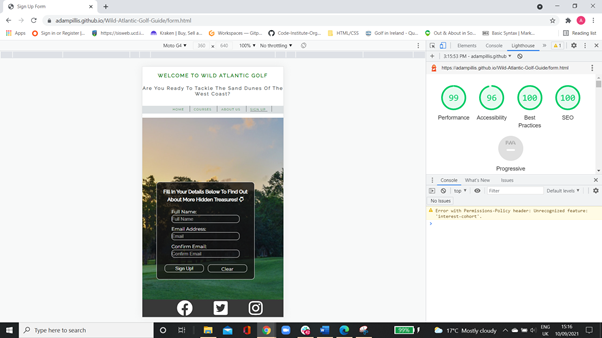 Sign Up Form
adampillis.github.io/Wild-Atlantic-Golf-Guide/form.html
Apps
Sign in or Register |...
Kraken | Buy, Sell a...
Workspaces – Gitp...
Code-Institute-Org...
HTML/CSS
Golf in Ireland - Qu...
Out & About in So...
Basic Syntax | Mark...
Reading list
Moto G4
360
640
100%
No throttling
WELCOME TO WILD ATLANTIC GOLF
Are You Ready To Tackle The Sand Dunes Of The
West Coast?
HOME
COURSES
ABOUT US
SIGN UP
Fill In Your Details Below To Find Out
About More Hidden Treasures!
Full Name:
Full Name
Email Address:
Email
Confirm Email:
Confirm Email
Sign Up!
Clear
Elements
Console
Lighthouse
1
3:15:53 PM - adampillis.github
https://adampillis.github.io/Wild-Atlantic-Golf-Guide/form.html
99
96
100
100
Performance
Accessibility
Best
Practices
SEO
PWA
Progressive
Console
What's New
Issues
top
Filter
Default levels
No Issues
Error with Permissions-Policy header: Unrecognized feature:
'interest-cohort'.
Type here to search
99%
17°C Mostly cloudy
ENG
UK
15:16
10/09/2021